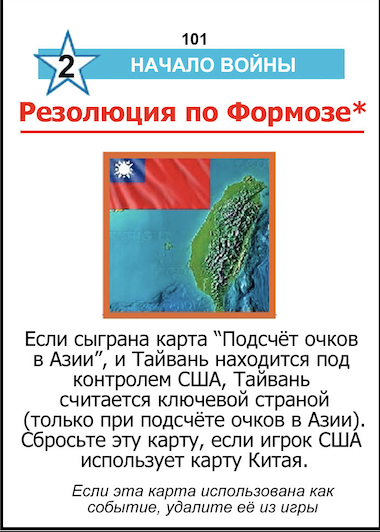 101
2 НАЧАЛО ВОЙНЫ
Резолюция по Формозе*
Если сыграна карта “Подсчёт очков
в Азии”, и Тайвань находится под
контролем США, Тайвань
считается ключевой страной
(только при подсчёте очков в Азии).
Сбросьте эту карту, если игрок США
использует карту Китая.
Если эта карта использована как
событие, удалите её из игры